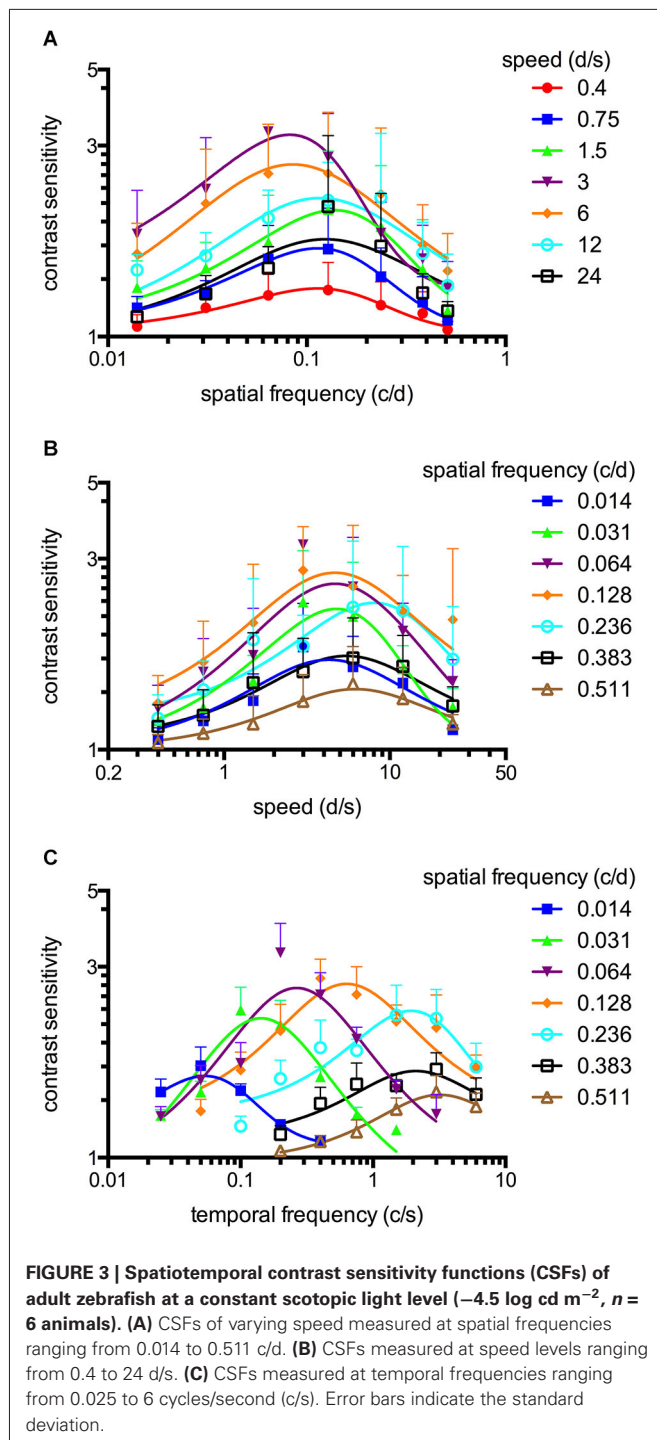 A
speed (d/s)
0.4
0.75
1.5
3
6
12
24
contrast sensitivity
5
3
1
0.01
0.1
1
spatial frequency (c/d)
B
spatial frequency (c/d)
0.014
0.031
0.064
0.128
0.236
0.383
0.511
contrast sensitivity
5
3
1
0.2
1
10
50
speed (d/s)
C
spatial frequency (c/d)
0.014
0.031
0.064
0.128
0.236
0.383
0.511
contrast sensitivity
5
3
1
0.01
0.1
1
10
temporal frequency (c/s)
FIGURE 3 | Spatiotemporal contrast sensitivity functions (CSFs) of
adult zebrafish at a constant scotopic light level (−4.5 log cd m⁻², n =
6 animals). (A) CSFs of varying speed measured at spatial frequencies
ranging from 0.014 to 0.511 c/d. (B) CSFs measured at speed levels ranging
from 0.4 to 24 d/s. (C) CSFs measured at temporal frequencies ranging
from 0.025 to 6 cycles/second (c/s). Error bars indicate the standard
deviation.